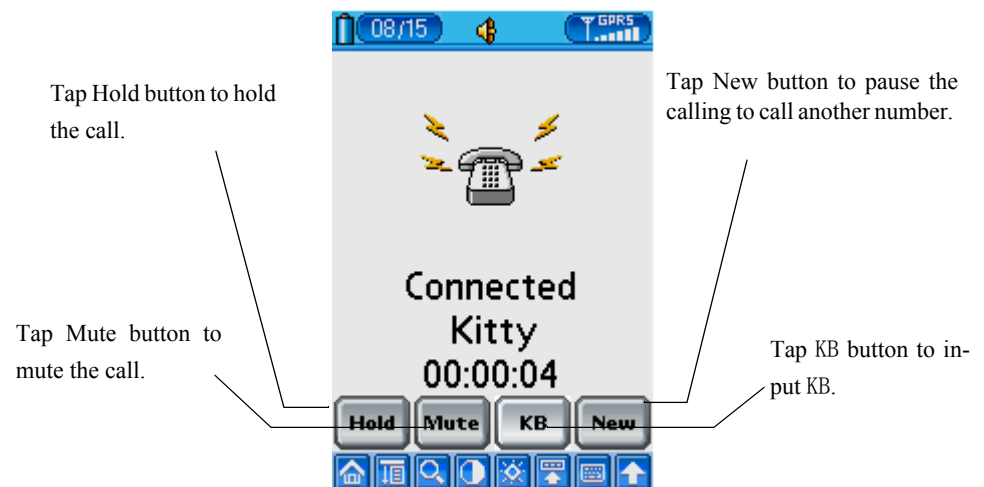 08/15
GPRS
Tap Hold button to hold
the call.
Tap New button to pause the
calling to call another number.
Connected
Kitty
00:00:04
Tap Mute button to
mute the call.
Tap KB button to in-
put KB.
Hold Mute KB New